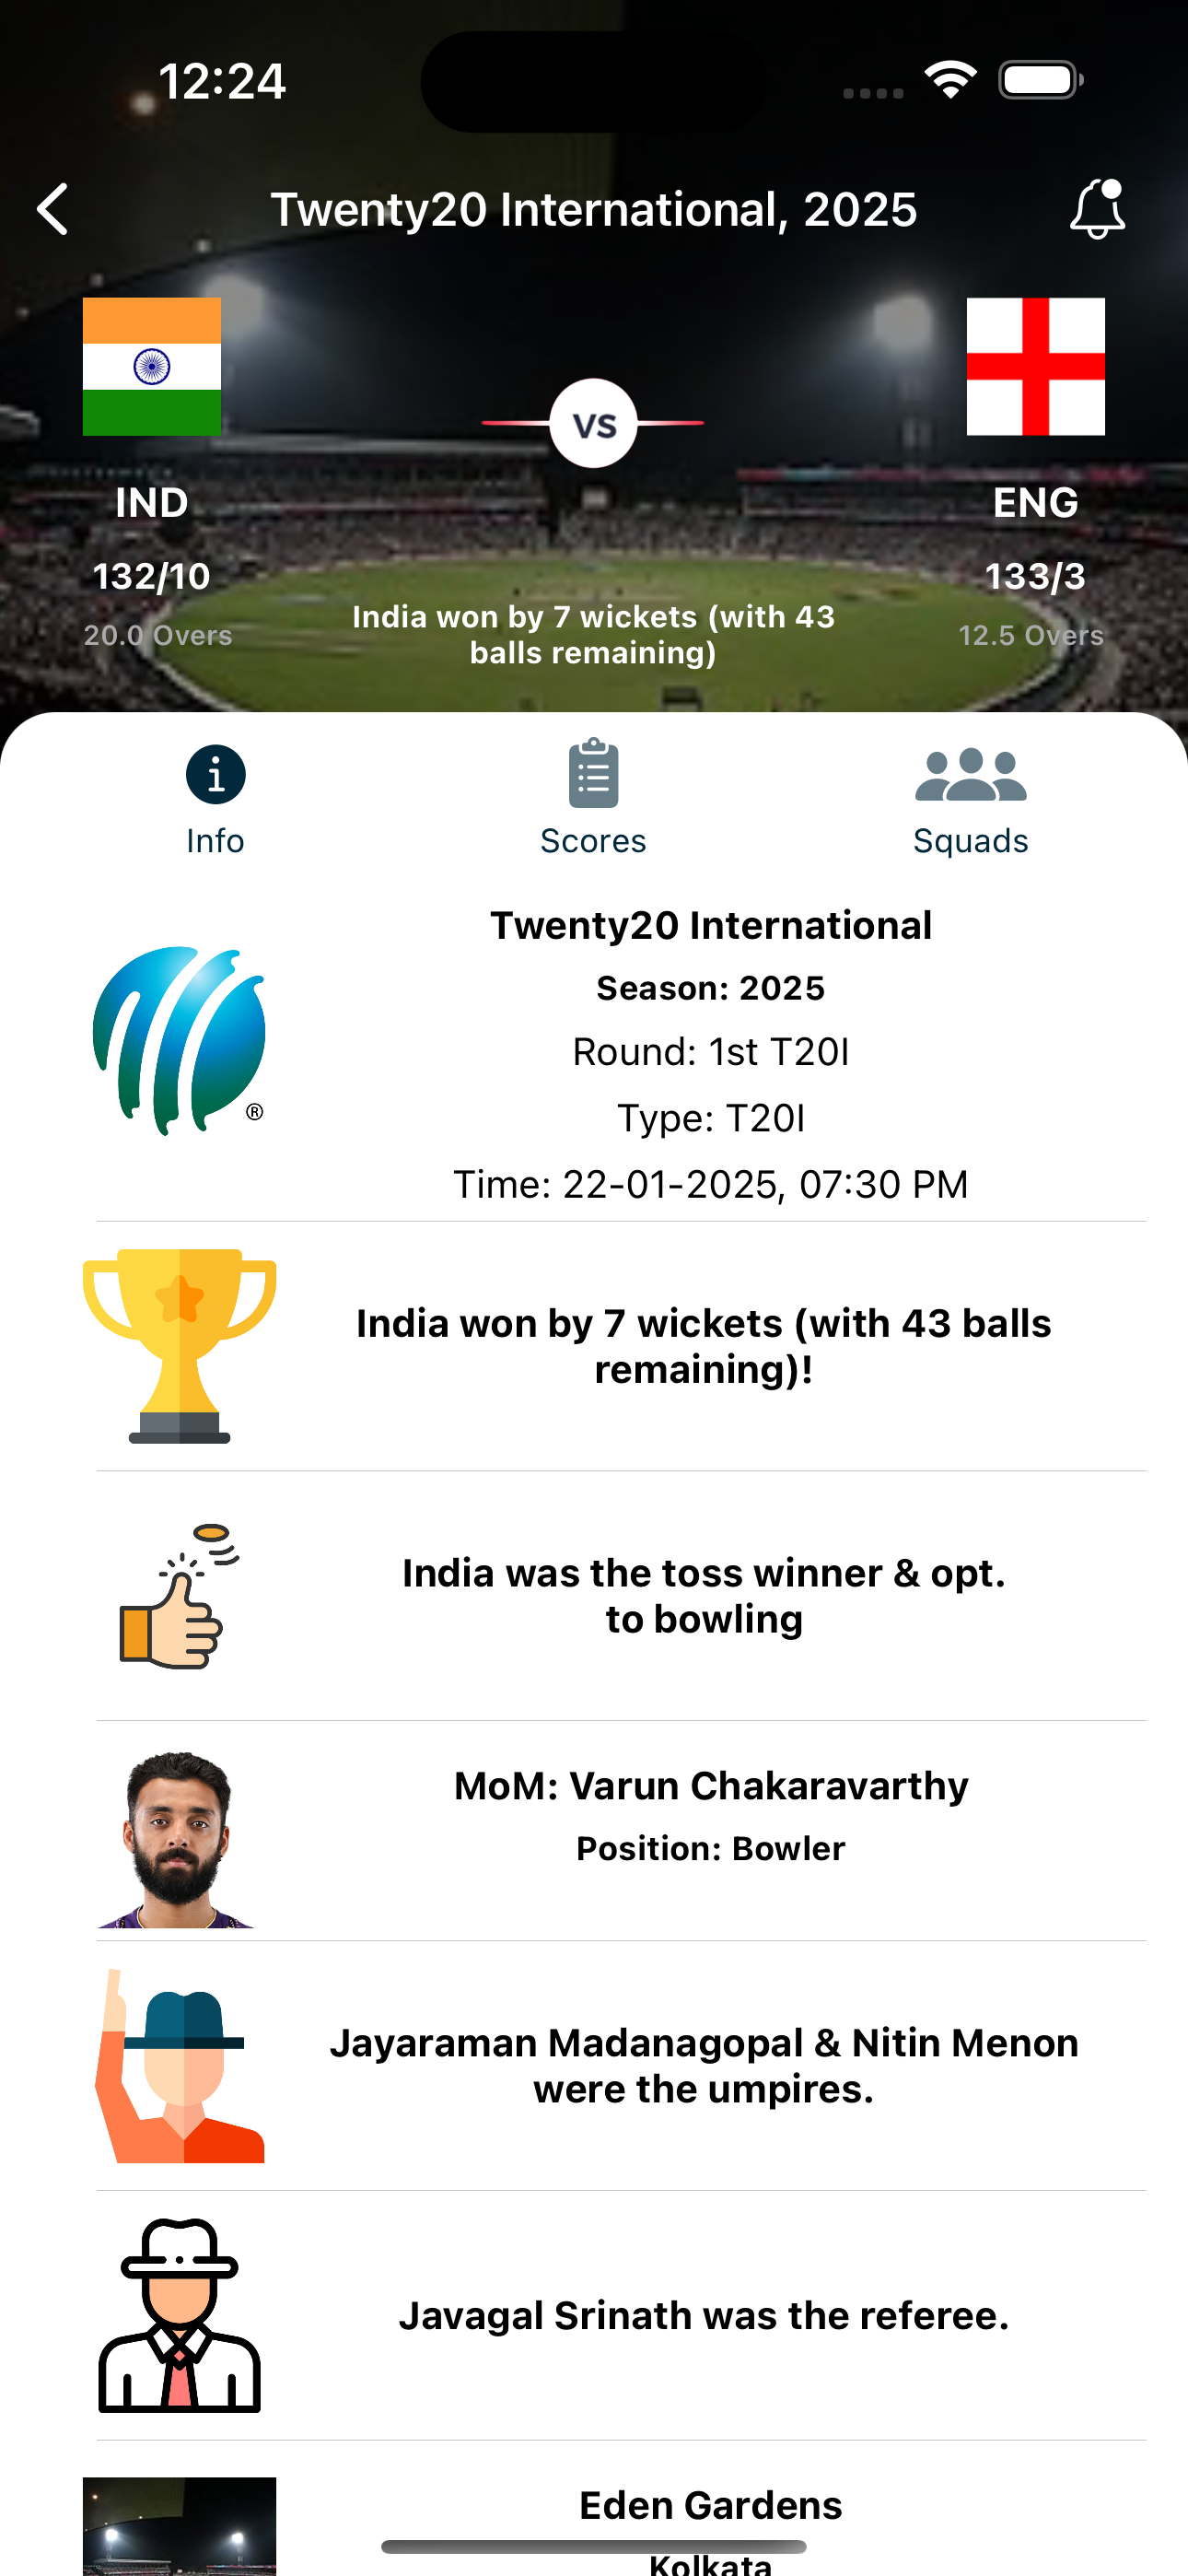 12:24
Twenty20 International, 2025
VS
IND
ENG
132/10
133/3
20.0 Overs
India won by 7 wickets (with 43
balls remaining)
12.5 Overs
Info
Scores
Squads
Twenty20 International
Season: 2025
Round: 1st T20I
Type: T20I
Time: 22-01-2025, 07:30 PM
®
India won by 7 wickets (with 43 balls
remaining)!
India was the toss winner & opt.
to bowling
MoM: Varun Chakaravarthy
Position: Bowler
Jayaraman Madanagopal & Nitin Menon
were the umpires.
Javagal Srinath was the referee.
Eden Gardens
Kolkata